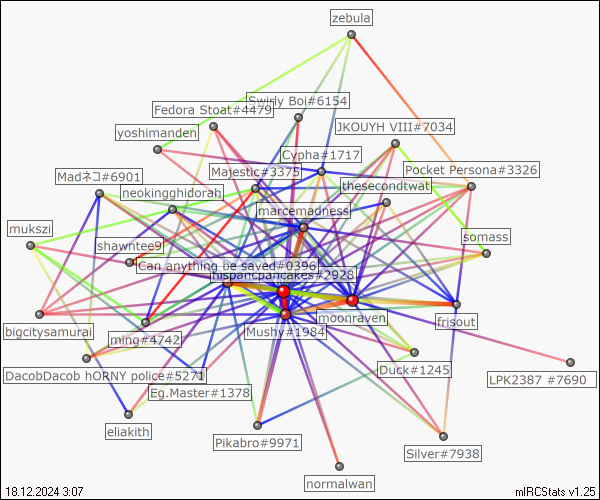 zebula
Swirly Boi#6154
Fedora Stoat#4479
JKOUYH VIII#7034
yoshimanden
Cypha#1717
Pocket Persona#3326
Majestic#3375
Madネコ#6901
thesecondtwat
neokingghidorah
marcemadness
mukszi
somass
shawntee9
Can anything be saved#0396
hispanicpancakes#2928
moonraven
frisout
bigcitysamurai
Mushy#1984
ming#4742
Duck#1245
DacobDacob hORNY police#5271
LPK2387 #7690
Eg.Master#1378
eliakith
Pikabro#9971
Silver#7938
normalwan
18.12.2024 3:07
mIRCStats v1.25